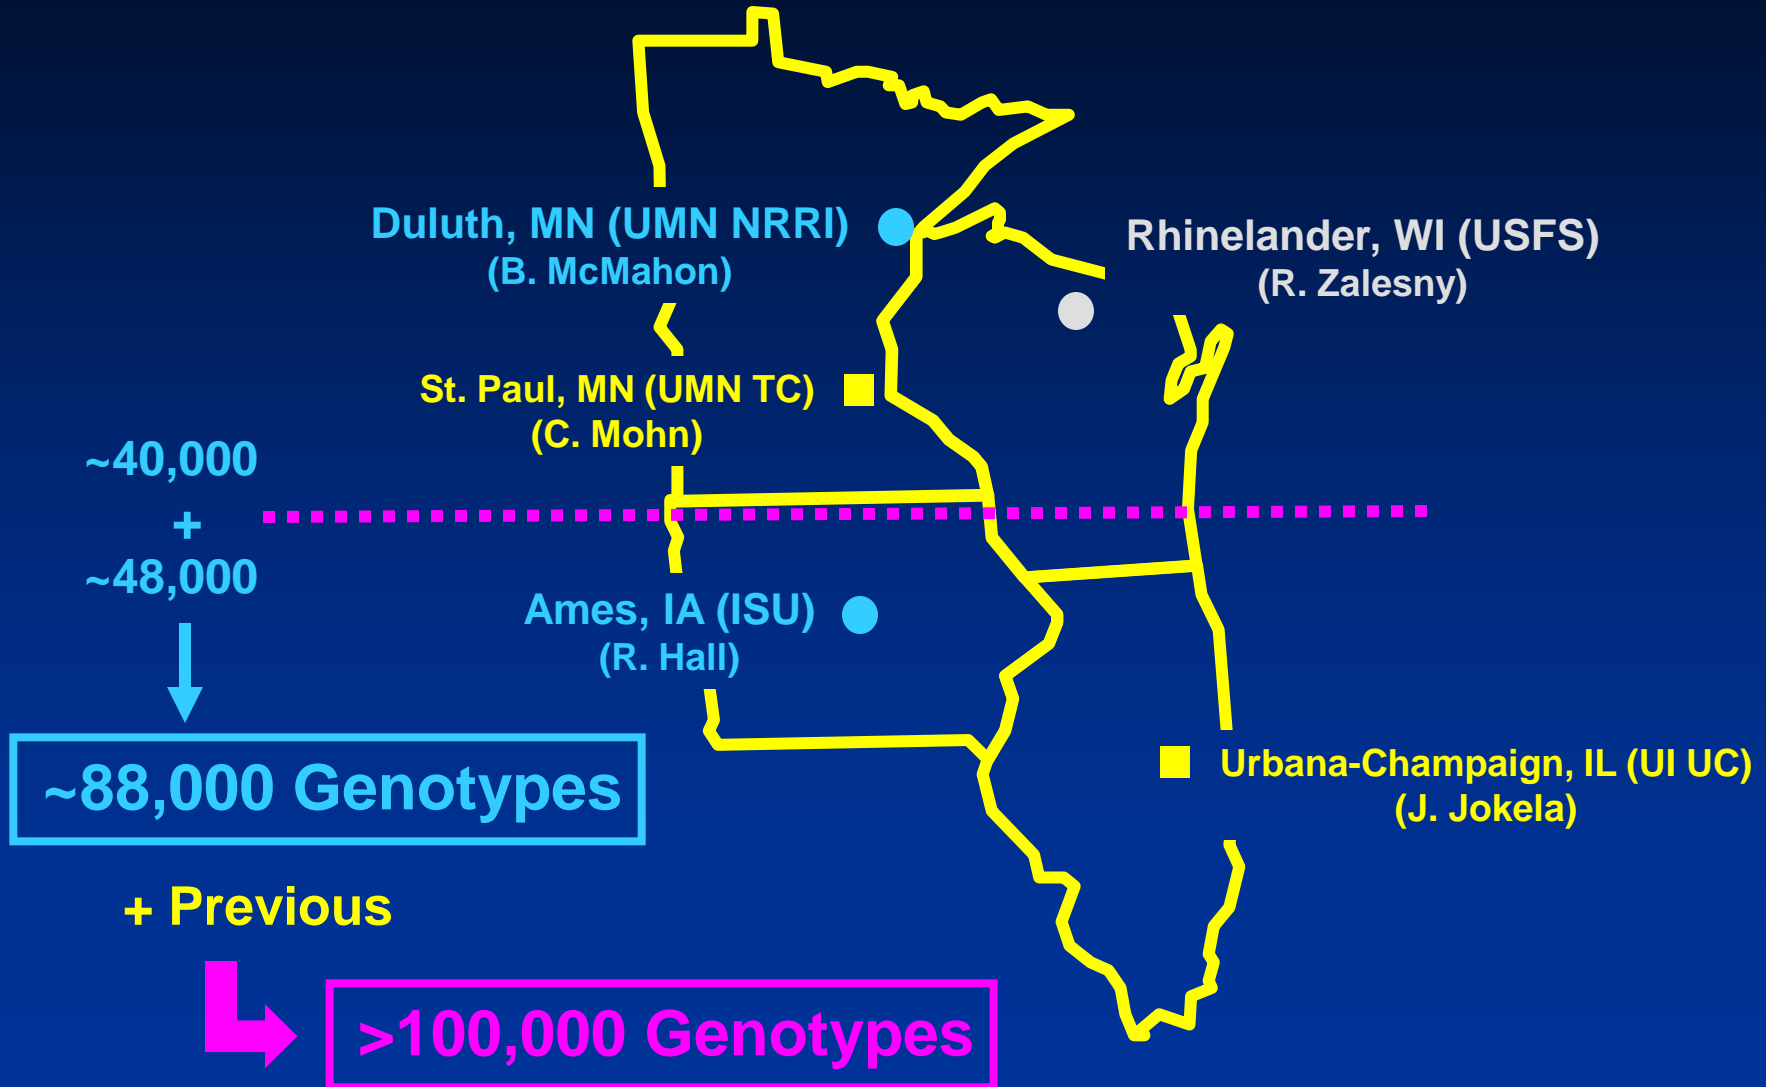 Duluth, MN (UMN NRRI)
(B. McMahon)
Rhinelander, WI (USFS)
(R. Zalesny)
St. Paul, MN (UMN TC)
(C. Mohn)
~40,000
+
~48,000
Ames, IA (ISU)
(R. Hall)
~88,000 Genotypes
Urbana-Champaign, IL (UI UC)
(J. Jokela)
+ Previous
>100,000 Genotypes